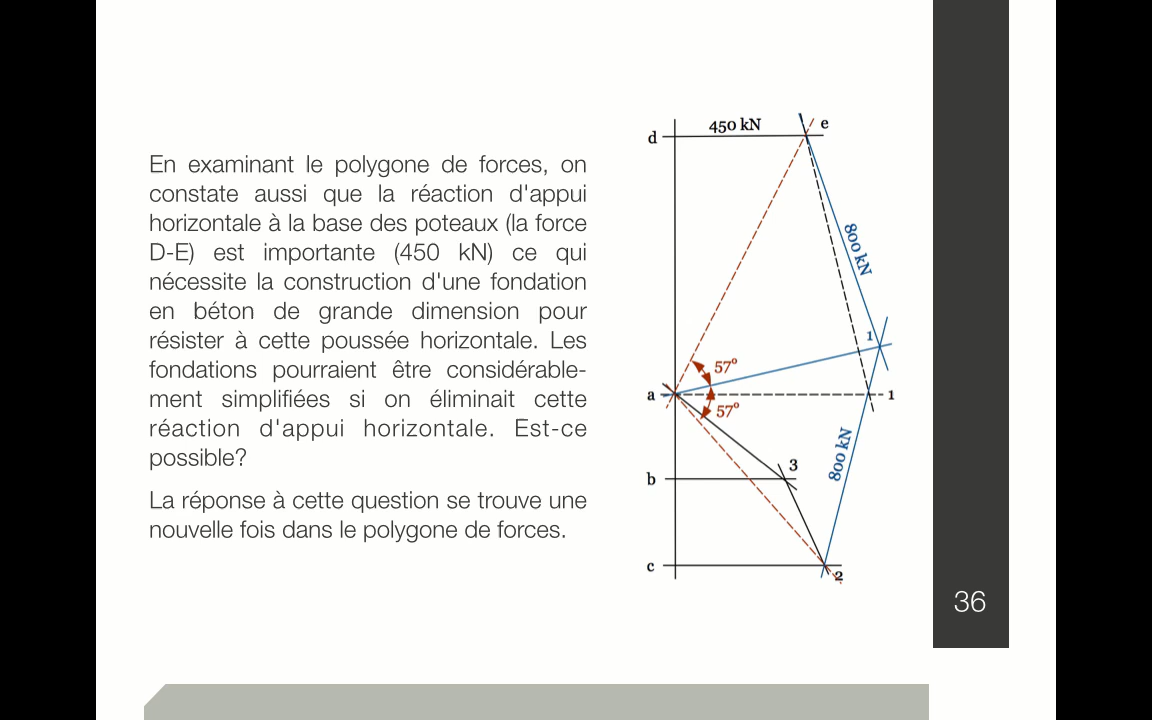 En examinant le polygone de forces, on
constate aussi que la réaction d'appui
horizontale à la base des poteaux (la force
D-E) est importante (450 kN) ce qui
nécessite la construction d'une fondation
en béton de grande dimension pour
résister à cette poussée horizontale. Les
fondations pourraient être considérable-
ment simplifiées si on éliminait cette
réaction d'appui horizontale. Est-ce
possible?
La réponse à cette question se trouve une
nouvelle fois dans le polygone de forces.
d
450 kN
e
800 kN
1
57°
a
1
57°
800 kN
3
b
c
2
36